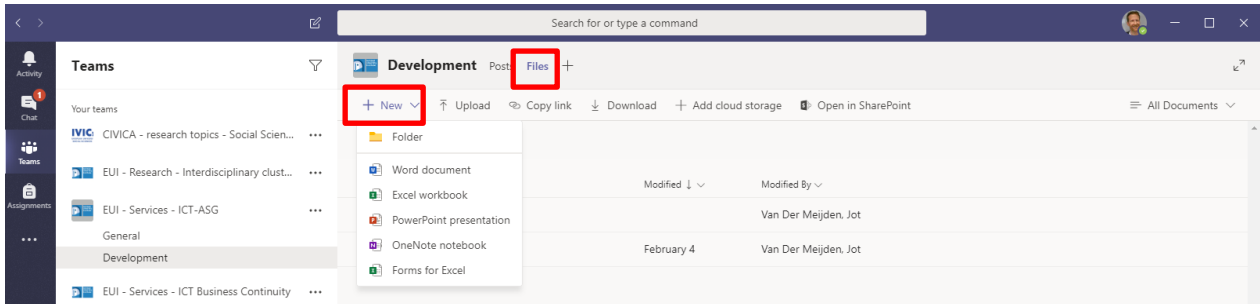 Search for or type a command
Activity
Chat
1
Teams
Assignments
Teams
Your teams
IVIC
CIVICA - research topics - Social Scien... ...
EUI - Research - Interdisciplinary clust... ...
EUI - Services - ICT-ASG ...
General
Development
EUI - Services - ICT Business Continuity ...
Development Posts Files +
+ New Upload Copy link Download + Add cloud storage Open in SharePoint All Documents
Folder
Word document
Excel workbook
PowerPoint presentation
OneNote notebook
Forms for Excel
Modified ↓ Modified By
Van Der Meijden, Jot
February 4 Van Der Meijden, Jot